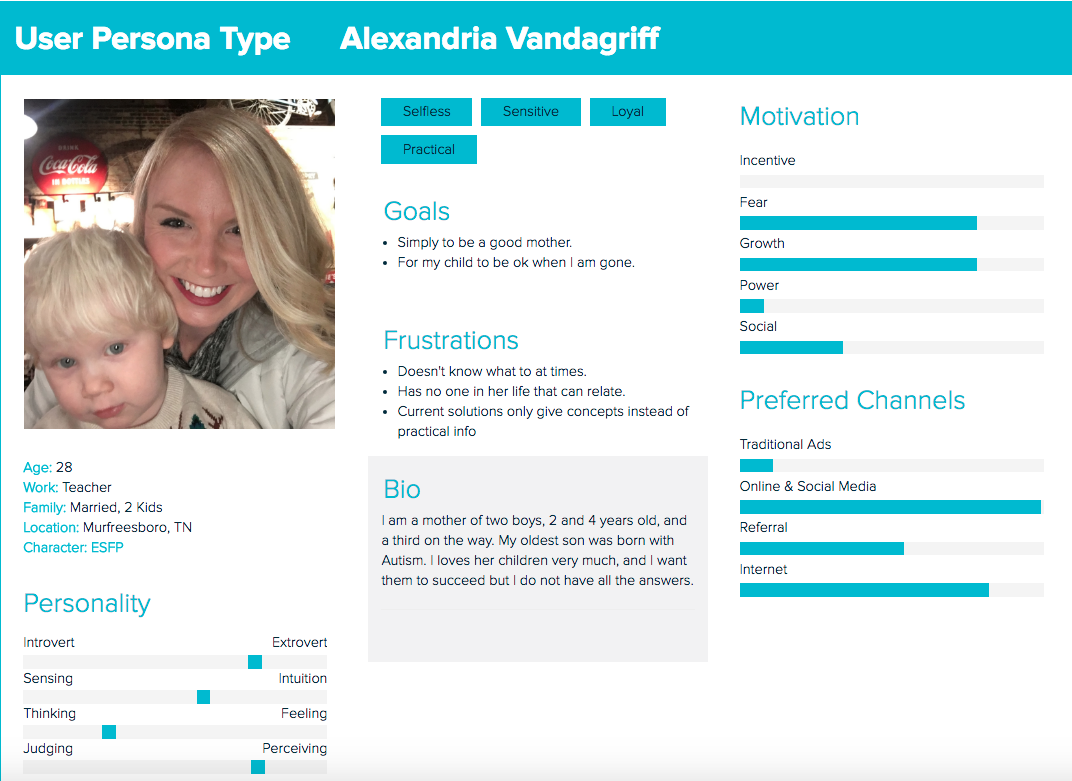 User Persona Type Alexandria Vandagriff
DRINK
Coca-Cola
IN BOTTLES
Age: 28
Work: Teacher
Family: Married, 2 Kids
Location: Murfreesboro, TN
Character: ESFP
Personality
Introvert Extrovert
Sensing Intuition
Thinking Feeling
Judging Perceiving
Selfless Sensitive Loyal
Practical
Goals
• Simply to be a good mother.
• For my child to be ok when I am gone.
Frustrations
• Doesn't know what to at times.
• Has no one in her life that can relate.
• Current solutions only give concepts instead of
practical info
Bio
I am a mother of two boys, 2 and 4 years old, and
a third on the way. My oldest son was born with
Autism. I loves her children very much, and I want
them to succeed but I do not have all the answers.
Motivation
Incentive
Fear
Growth
Power
Social
Preferred Channels
Traditional Ads
Online & Social Media
Referral
Internet